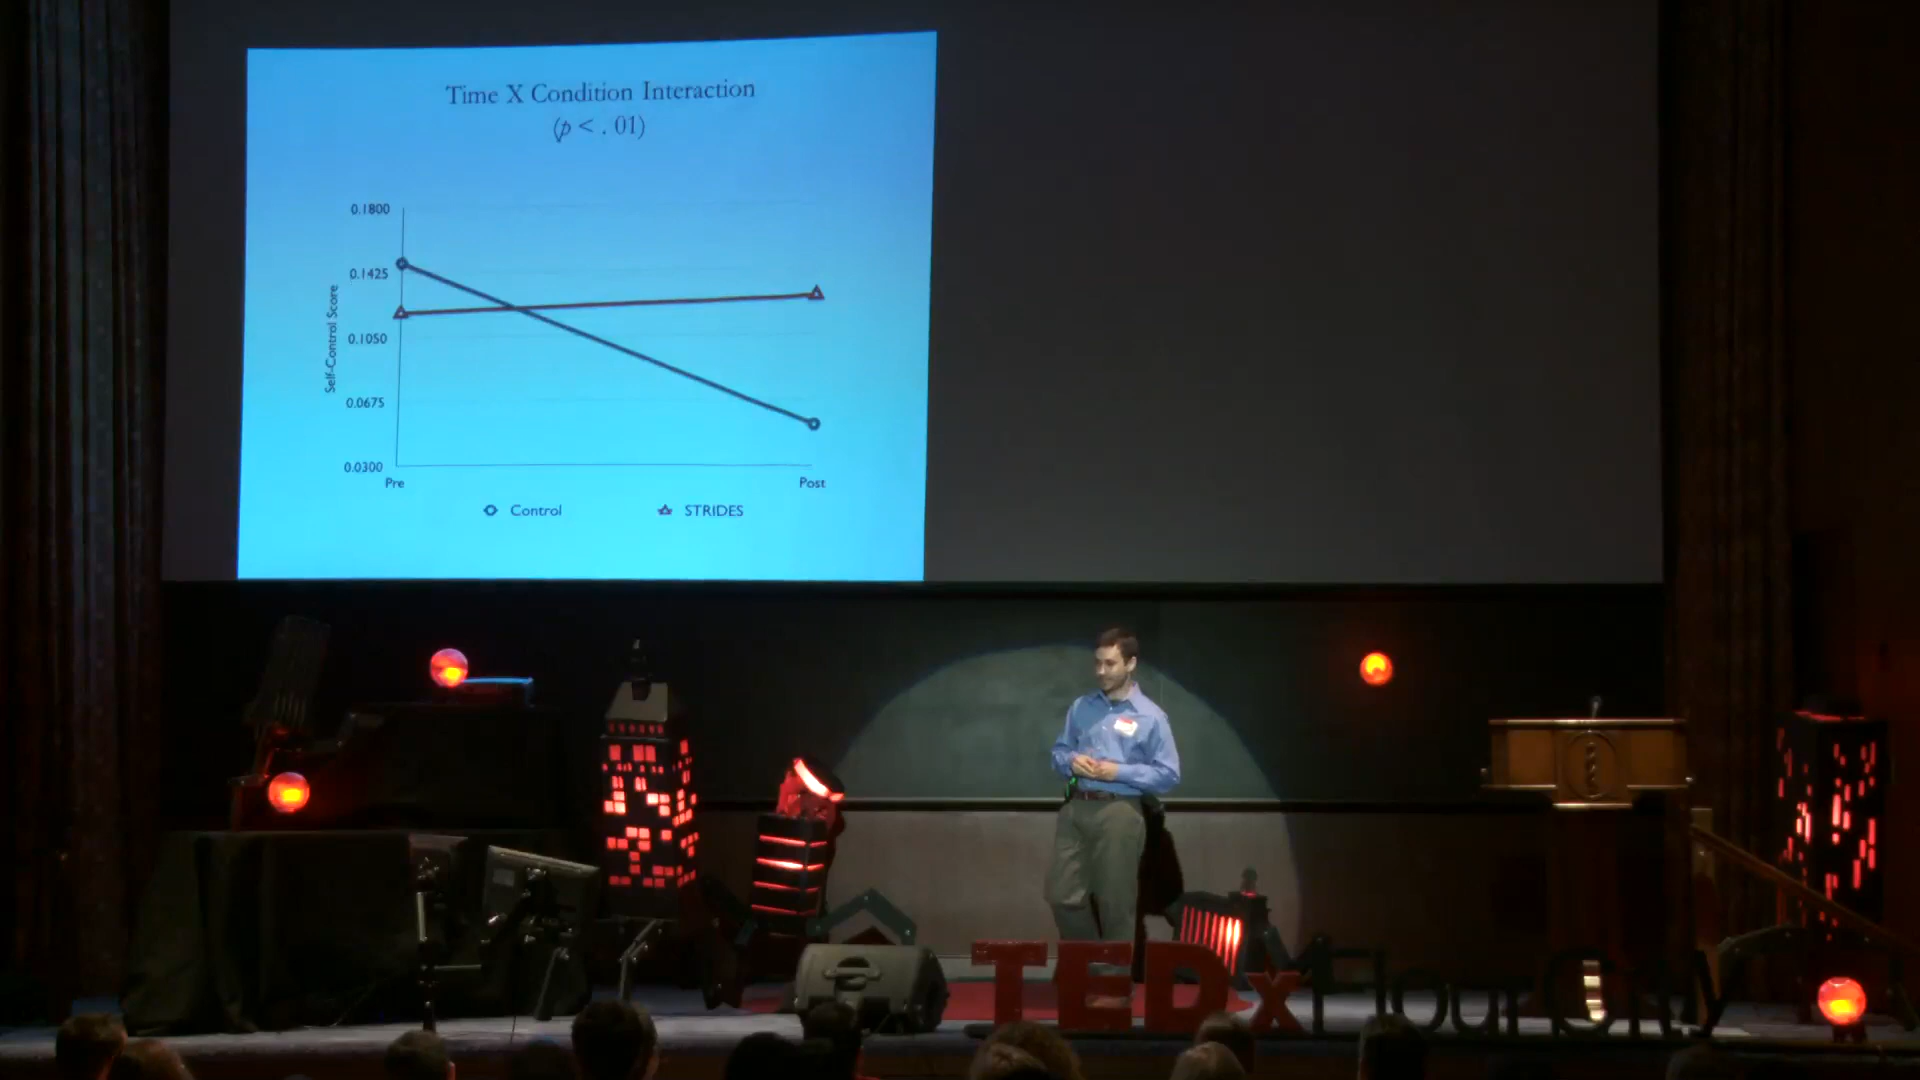 Time X Condition Interaction
(p < . 01)
0.1800
0.1425
0.1050
0.0675
0.0300
Self-Control Score
Pre Post
Control STRIDES
TEDxFlourCity